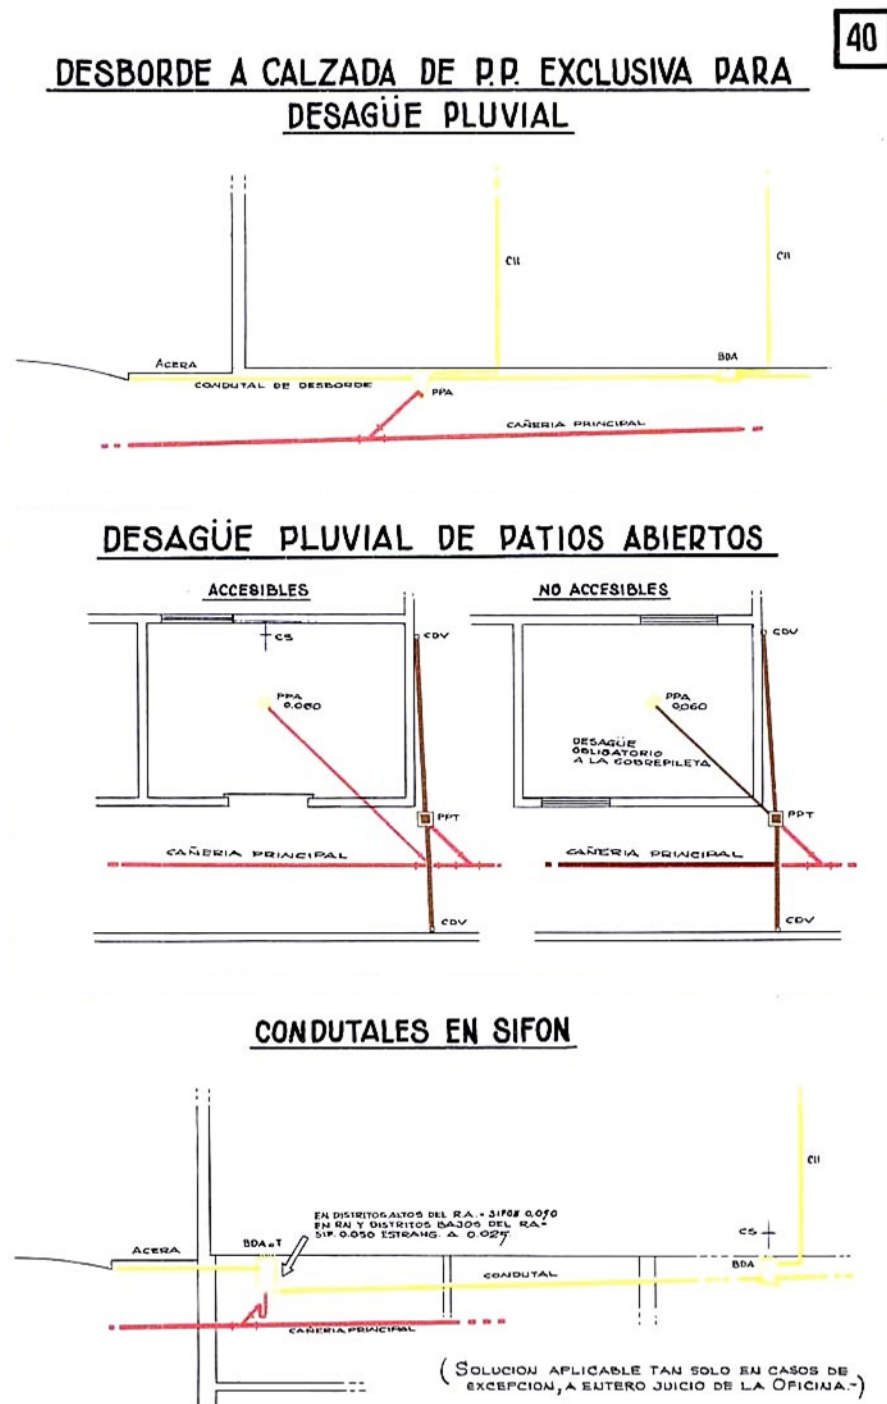 40
DESBORDE A CALZADA DE P.P. EXCLUSIVA PARA
DESAGÜE PLUVIAL
CII
CII
ACERA
BDA
CONDUTAL DE DESBORDE
PPA
CAÑERIA PRINCIPAL
DESAGÜE PLUVIAL DE PATIOS ABIERTOS
ACCESIBLES
CS
CDV
PPA
0,060
PPT
CAÑERIA PRINCIPAL
CDV
NO ACCESIBLES
CDV
PPA
0,060
DESAGÜE
OBLIGATORIO
A LA SOBREPILETA
PPT
CAÑERIA PRINCIPAL
CDV
CONDUTALES EN SIFON
CII
EN DISTRITOS ALTOS DEL R.A. - SIFON 0,050
EN RN Y DISTRITOS BAJOS DEL RA-
SIF. 0.050 ESTRANG. A 0.025
CS
ACERA
BDA o T
BDA
CONDUTAL
CAÑERIA PRINCIPAL
(SOLUCION APLICABLE TAN SOLO EN CASOS DE
EXCEPCION, A ENTERO JUICIO DE LA OFICINA.-)